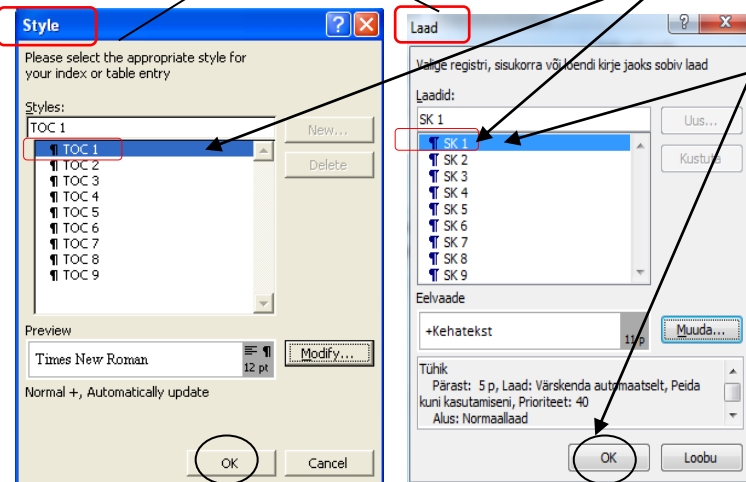 Style
Please select the appropriate style for
your index or table entry
Styles:
TOC 1
New...
¶ TOC 1
¶ TOC 2
Delete
¶ TOC 3
¶ TOC 4
¶ TOC 5
¶ TOC 6
¶ TOC 7
¶ TOC 8
¶ TOC 9
Preview
Times New Roman
¶
12 pt
Modify...
Normal +, Automatically update
OK
Cancel
Laad
Valige registri, sisukorra või loendi kirje jaoks sobiv laad
Laadid:
SK 1
Uus...
¶ SK 1
¶ SK 2
Kustuta
¶ SK 3
¶ SK 4
¶ SK 5
¶ SK 6
¶ SK 7
¶ SK 8
¶ SK 9
Eelvaade
+Kehatekst
11 p
Muuda...
Tühik
Pärast: 5 p, Laad: Värskenda automaatselt, Peida
kuni kasutamiseni, Prioriteet: 40
Alus: Normaallaad
OK
Loobu